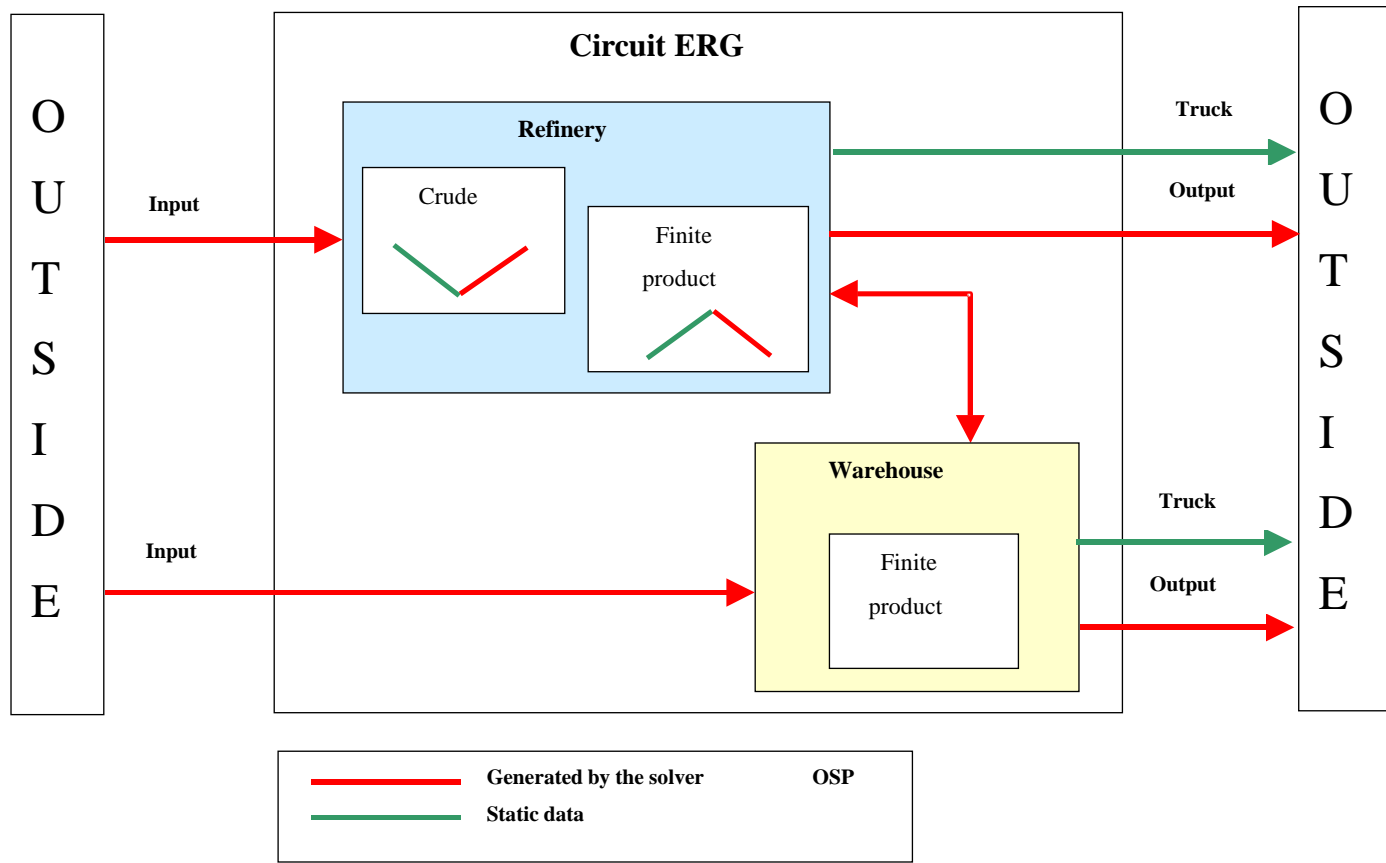 Circuit ERG
O
U
T
S
I
D
E
Input
Input
Refinery
Crude
Finite
product
Warehouse
Finite
product
Truck
Output
Truck
Output
O
U
T
S
I
D
E
Generated by the solver OSP
Static data